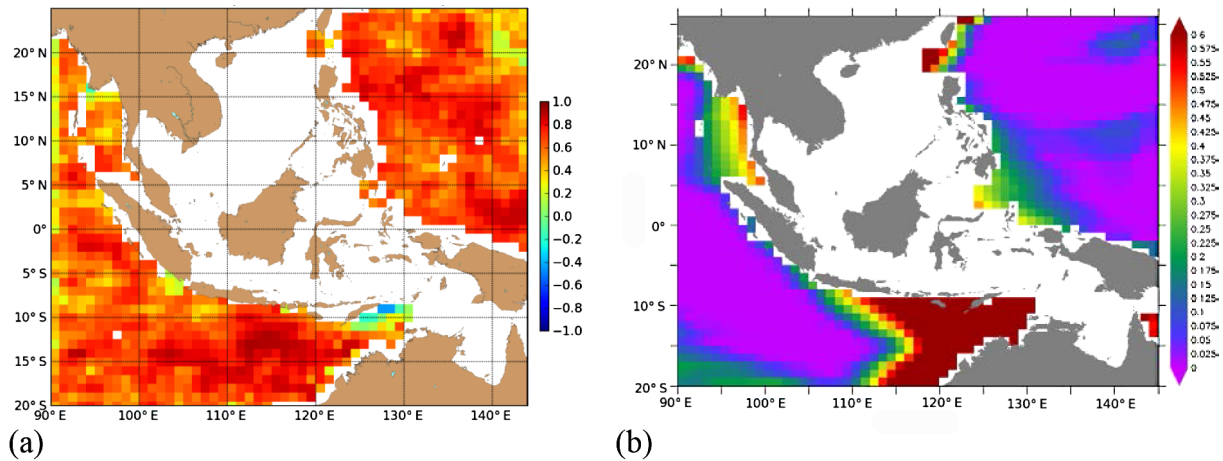 20° N
15° N
10° N
5° N
0°
5° S
10° S
15° S
20° S
90° E
100° E
110° E
120° E
130° E
140° E
1.0
0.8
0.6
0.4
0.2
0.0
−0.2
−0.4
−0.6
−0.8
−1.0
(a)
20° N
10° N
0°
10° S
20° S
90° E
100° E
110° E
120° E
130° E
140° E
0.6
0.55
0.5
0.475
0.45
0.425
0.4
0.375
0.35
0.325
0.3
0.275
0.25
0.225
0.2
0.175
0.15
0.125
0.1
0.075
0.05
0.025
0
(b)